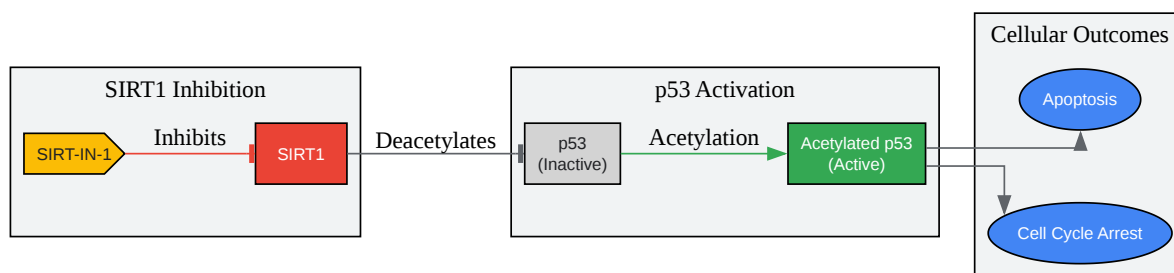 Cellular Outcomes
SIRT1 Inhibition
p53 Activation
Apoptosis
SIRT-IN-1
Inhibits
SIRT1
Deacetylates
p53
(Inactive)
Acetylation
Acetylated p53
(Active)
Cell Cycle Arrest